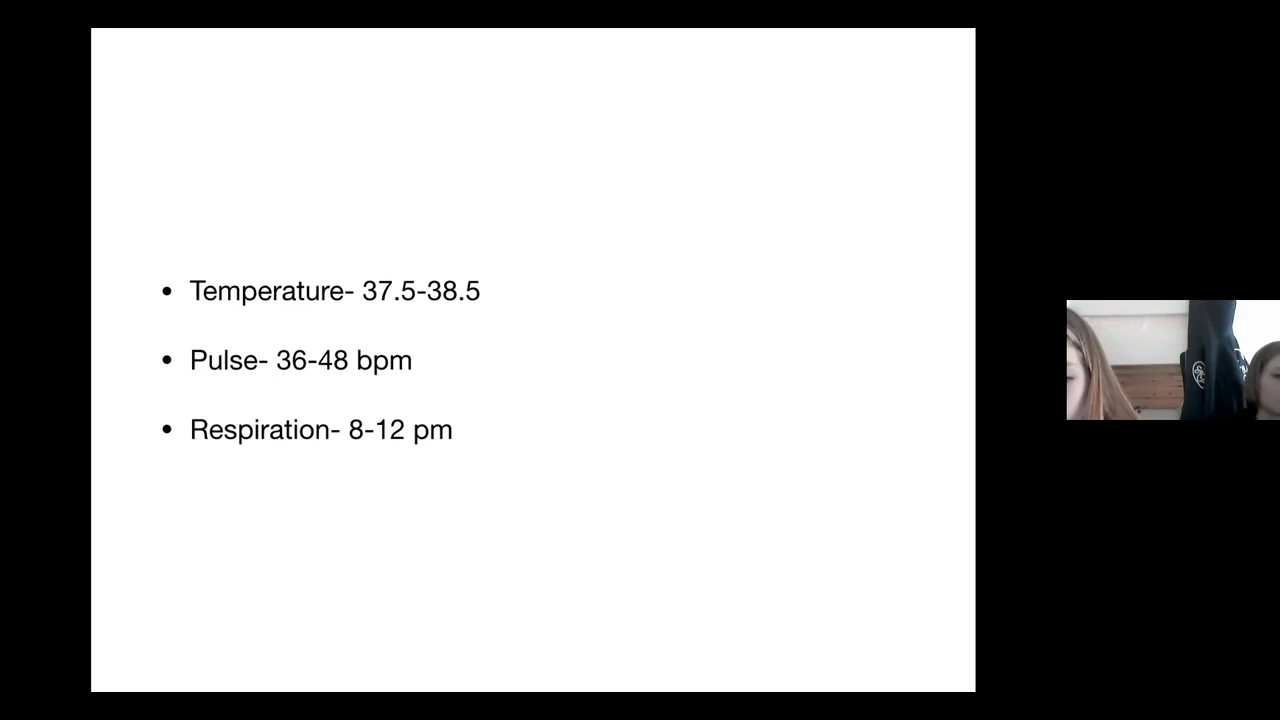 • Temperature- 37.5-38.5
• Pulse- 36-48 bpm
• Respiration- 8-12 pm